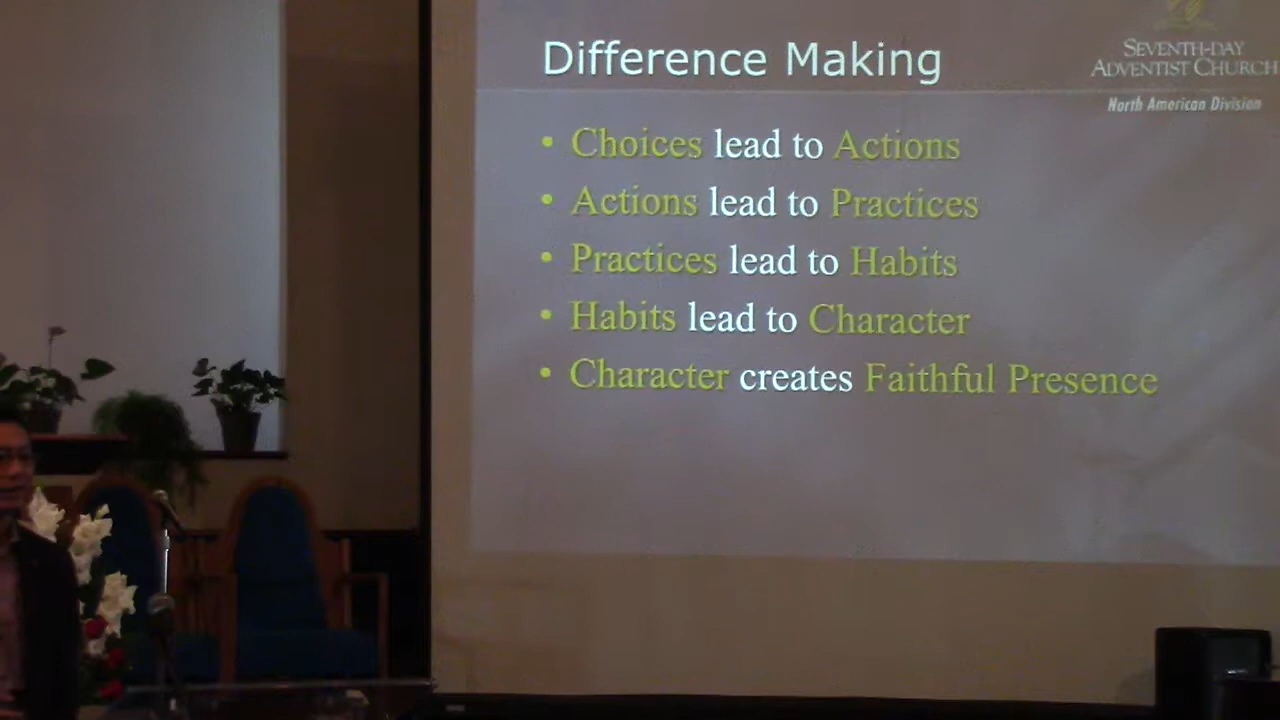 Difference Making
SEVENTH-DAY
ADVENTIST CHURCH
North American Division
• Choices lead to Actions
• Actions lead to Practices
• Practices lead to Habits
• Habits lead to Character
• Character creates Faithful Presence